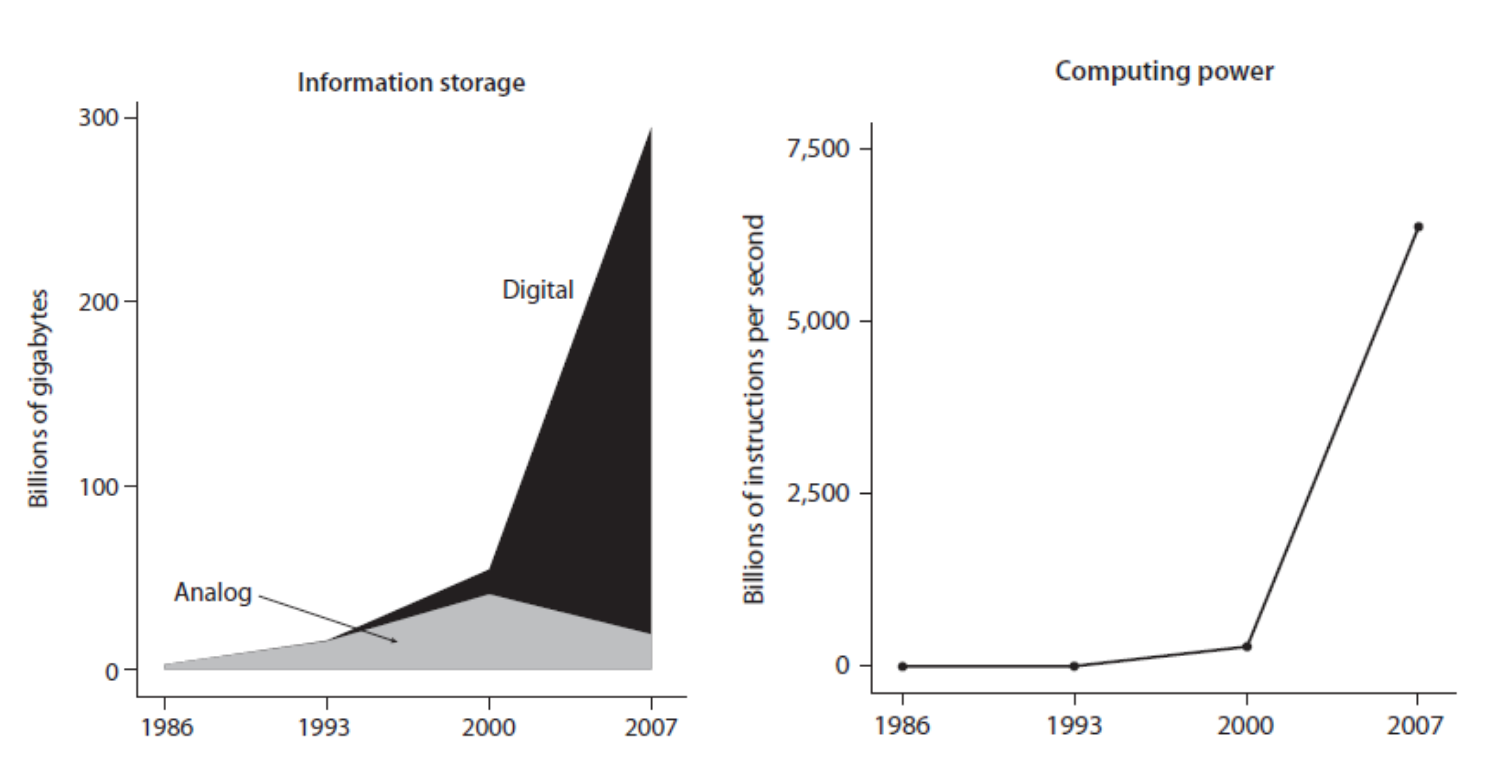 Information storage
Billions of gigabytes
300
200
100
0
Digital
Analog
1986 1993 2000 2007
Computing power
Billions of instructions per second
7,500
5,000
2,500
0
1986 1993 2000 2007